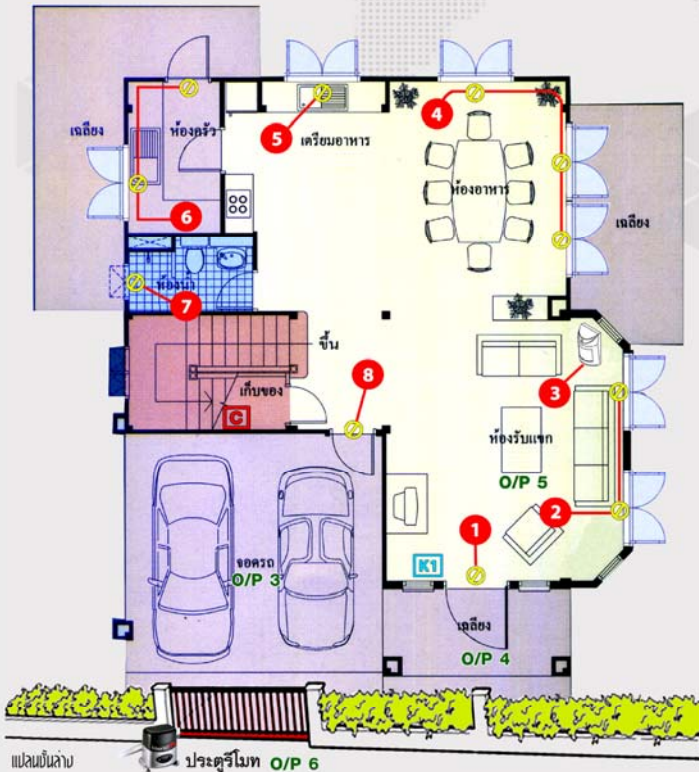 เฉลียง
ห้องครัว
4
5
เตรียมอาหาร
ห้องอาหาร
6
เฉลียง
ห้องน้ำ
7
ขึ้น
8
3
เก็บของ
C
ห้องรับแขก
O/P 5
2
1
K1
จอดรถ
O/P 3
เฉลียง
O/P 4
แปลนชั้นล่าง
ประตูรีโมท O/P 6